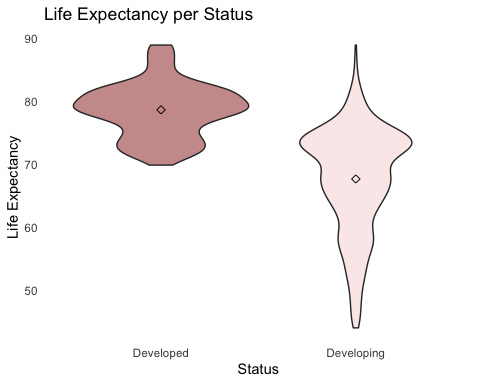 Life Expectancy per Status
Life Expectancy
90
80
70
60
50
Developed Developing
Status